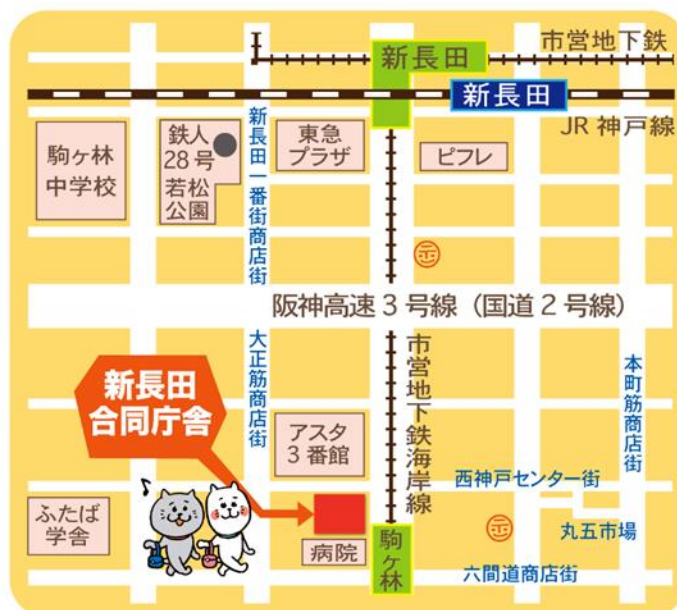 市営地下鉄
新長田
新長田
JR 神戸線
駒ヶ林
中学校
鉄人
28号
若松
公園
新長田一番街商店街
東急
プラザ
ピフレ
阪神高速3号線（国道2号線）
新長田
合同庁舎
大正筋商店街
市営地下鉄海岸線
本町筋商店街
アスタ
3番館
西神戸センター街
ふたば
学舎
病院
駒ヶ林
丸五市場
六間道商店街